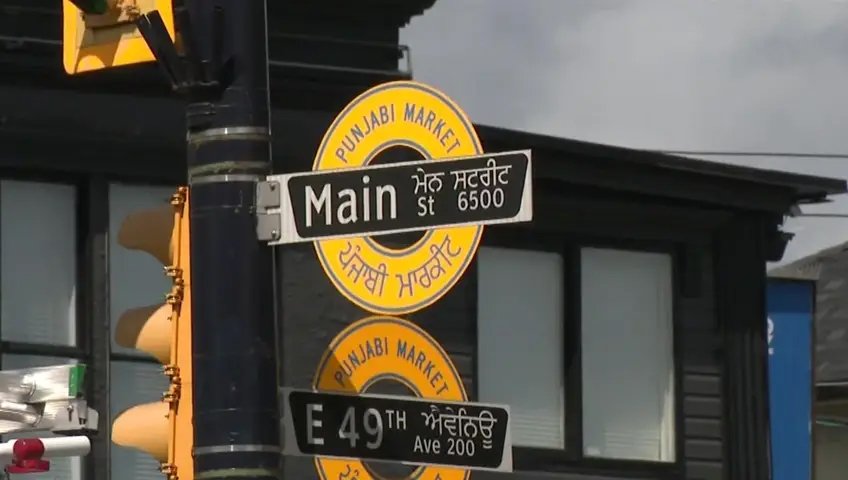 PUNJABI MARKET
Main ਮੇਨ ਸਟਰੀਟ
St 6500
ਪੰਜਾਬੀ ਮਾਰਕੀਟ
PUNJABI MARKET
E 49TH ਐਵੇਨਿਊ
Ave 200